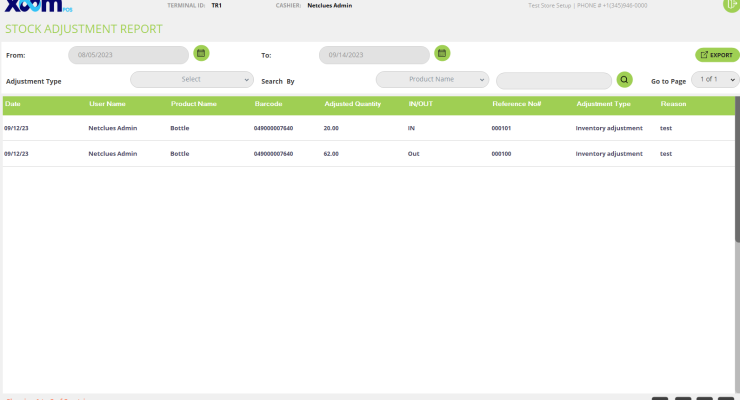 xoom POS TERMINAL ID: TR1 CASHIER: Netclues Admin Test Store Setup | PHONE # +1(345)946-0000
STOCK ADJUSTMENT REPORT
From: 08/05/2023 To: 09/14/2023 EXPORT
Adjustment Type Select Search By Product Name Go to Page 1 of 1
Date User Name Product Name Barcode Adjusted Quantity IN/OUT Reference No# Adjustment Type Reason
09/12/23 Netclues Admin Bottle 049000007640 20.00 IN 000101 Inventory adjustment test
09/12/23 Netclues Admin Bottle 049000007640 62.00 Out 000100 Inventory adjustment test